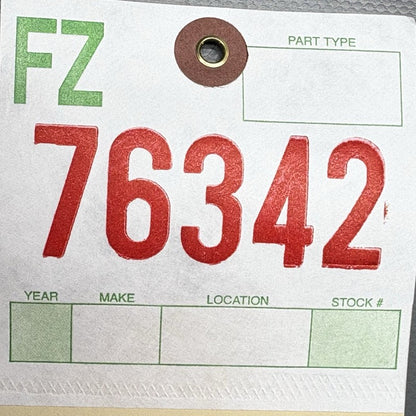 FZ
PART TYPE
76342
YEAR MAKE LOCATION STOCK #